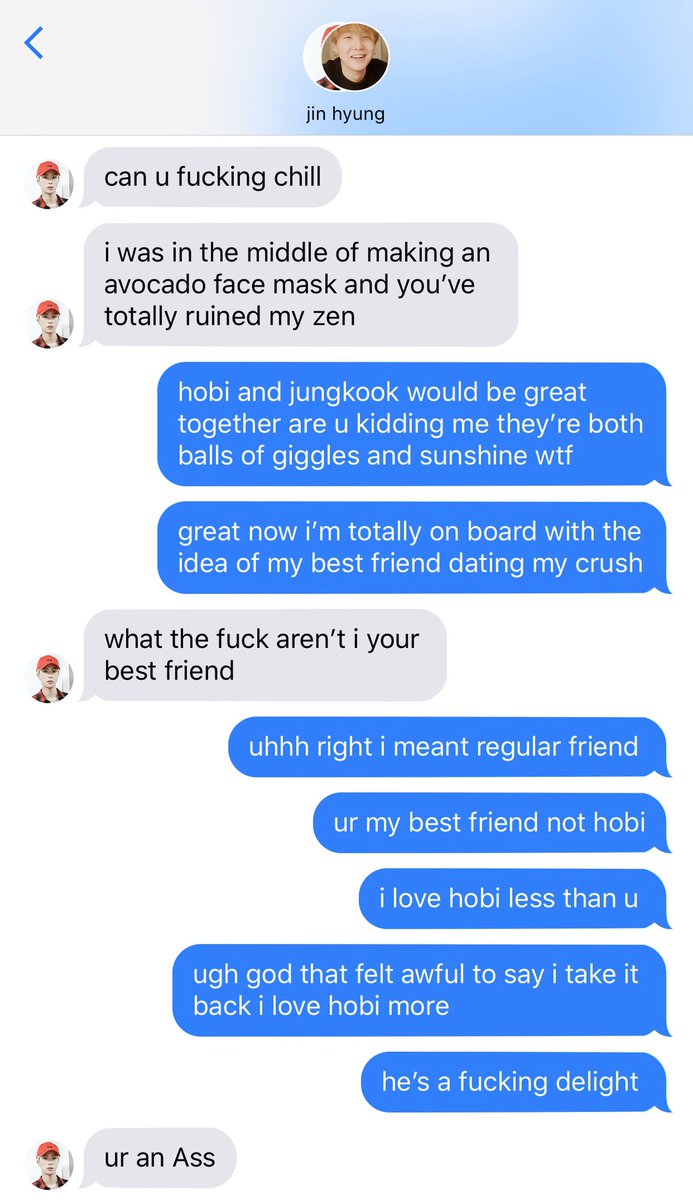 jin hyung
can u fucking chill
i was in the middle of making an
avocado face mask and you’ve
totally ruined my zen
hobi and jungkook would be great
together are u kidding me they’re both
balls of giggles and sunshine wtf
great now i’m totally on board with the
idea of my best friend dating my crush
what the fuck aren’t i your
best friend
uhhh right i meant regular friend
ur my best friend not hobi
i love hobi less than u
ugh god that felt awful to say i take it
back i love hobi more
he’s a fucking delight
ur an Ass